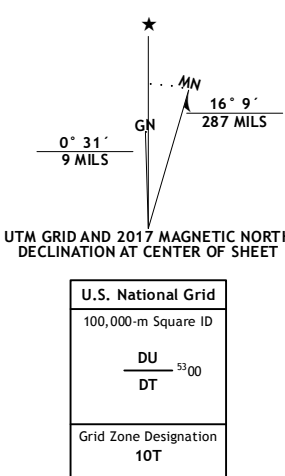 ★
MN
GN
16° 9´
287 MILS
0° 31´
9 MILS
UTM GRID AND 2017 MAGNETIC NORTH
DECLINATION AT CENTER OF SHEET
U.S. National Grid
100,000-m Square ID
DU
5300
DT
Grid Zone Designation
10T